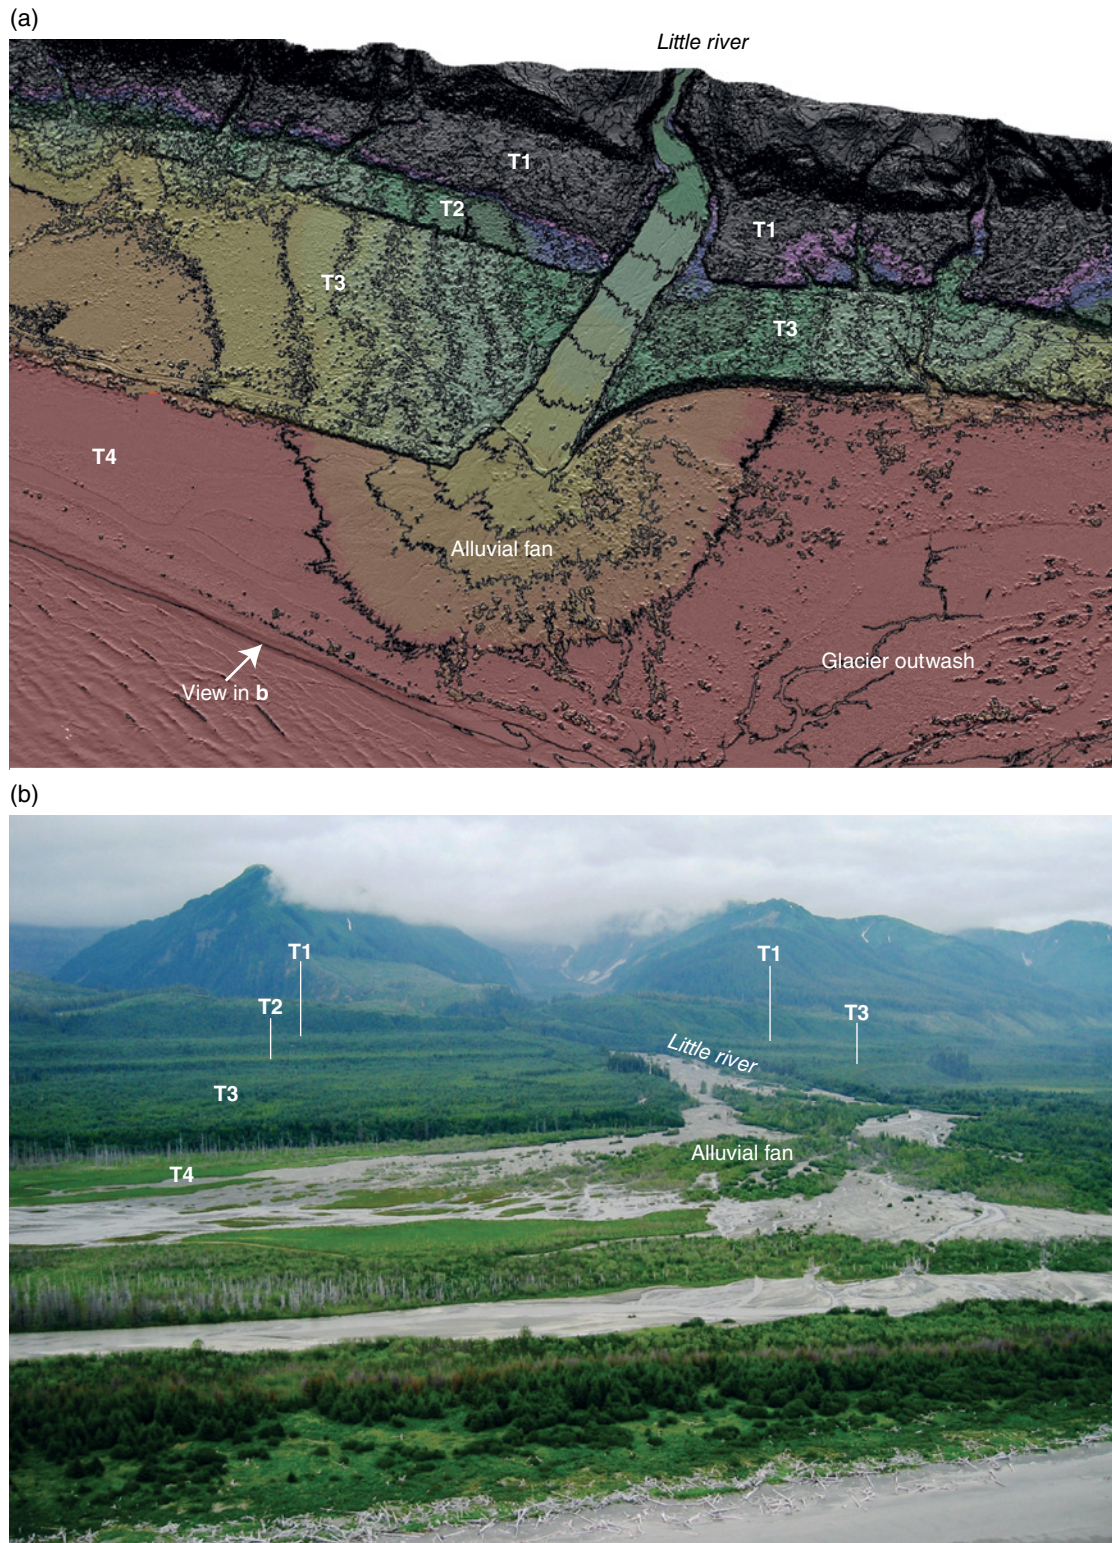 (a)
Little river
T1
T2
T1
T3
T3
T4
Alluvial fan
Glacier outwash
View in b
(b)
T1
T1
T2
T3
Little river
T3
Alluvial fan
T4